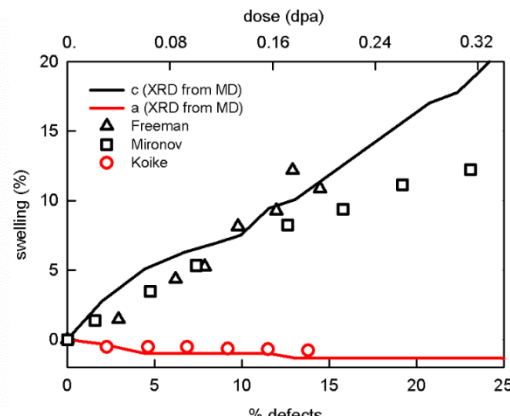 dose (dpa)
0. 0.08 0.16 0.24 0.32
20
15
10
5
0
swelling (%)
c (XRD from MD)
a (XRD from MD)
Freeman
Mironov
Koike
0 5 10 15 20 25
% defects